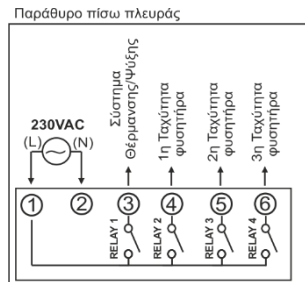 Παράθυρο πίσω πλευράς
230VAC
(L) (N)
Σύστημα
Θέρμανσης/Ψύξης
1η Ταχύτητα
φυσητήρα
2η Ταχύτητα
φυσητήρα
3η Ταχύτητα
φυσητήρα
1 2 3 4 5 6
RELAY 1
RELAY 2
RELAY 3
RELAY 4